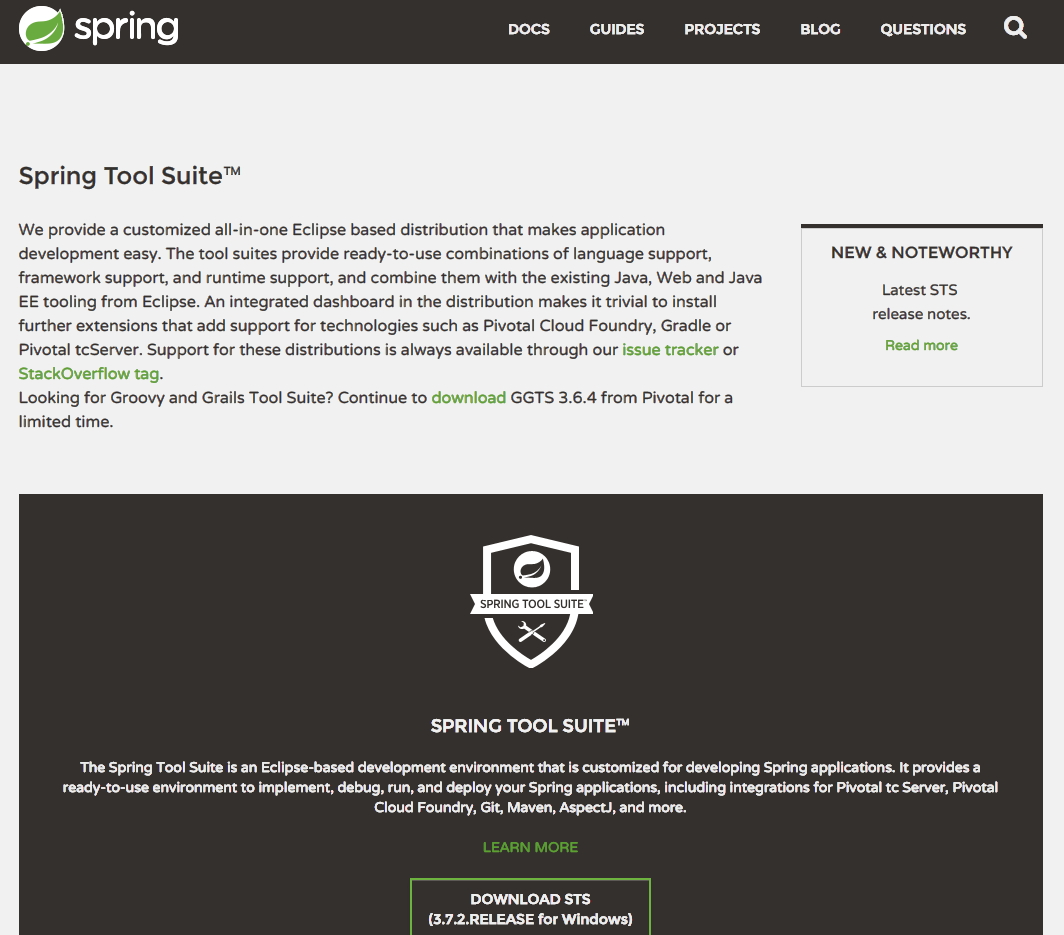 spring
DOCS GUIDES PROJECTS BLOG QUESTIONS
Spring Tool Suite™
We provide a customized all-in-one Eclipse based distribution that makes application
development easy. The tool suites provide ready-to-use combinations of language support,
framework support, and runtime support, and combine them with the existing Java, Web and Java
EE tooling from Eclipse. An integrated dashboard in the distribution makes it trivial to install
further extensions that add support for technologies such as Pivotal Cloud Foundry, Gradle or
Pivotal tcServer. Support for these distributions is always available through our issue tracker or
StackOverflow tag.
Looking for Groovy and Grails Tool Suite? Continue to download GGTS 3.6.4 from Pivotal for a
limited time.
NEW & NOTEWORTHY
Latest STS
release notes.
Read more
SPRING TOOL SUITE™
SPRING TOOL SUITE™
The Spring Tool Suite is an Eclipse-based development environment that is customized for developing Spring applications. It provides a
ready-to-use environment to implement, debug, run, and deploy your Spring applications, including integrations for Pivotal tc Server, Pivotal
Cloud Foundry, Git, Maven, AspectJ, and more.
LEARN MORE
DOWNLOAD STS
(3.7.2.RELEASE for Windows)